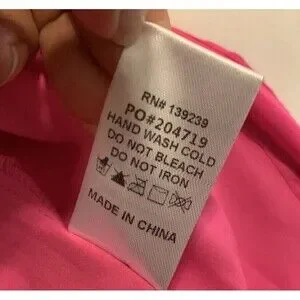 RN# 139239
PO#204719
HAND WASH COLD
DO NOT BLEACH
DO NOT IRON
MADE IN CHINA